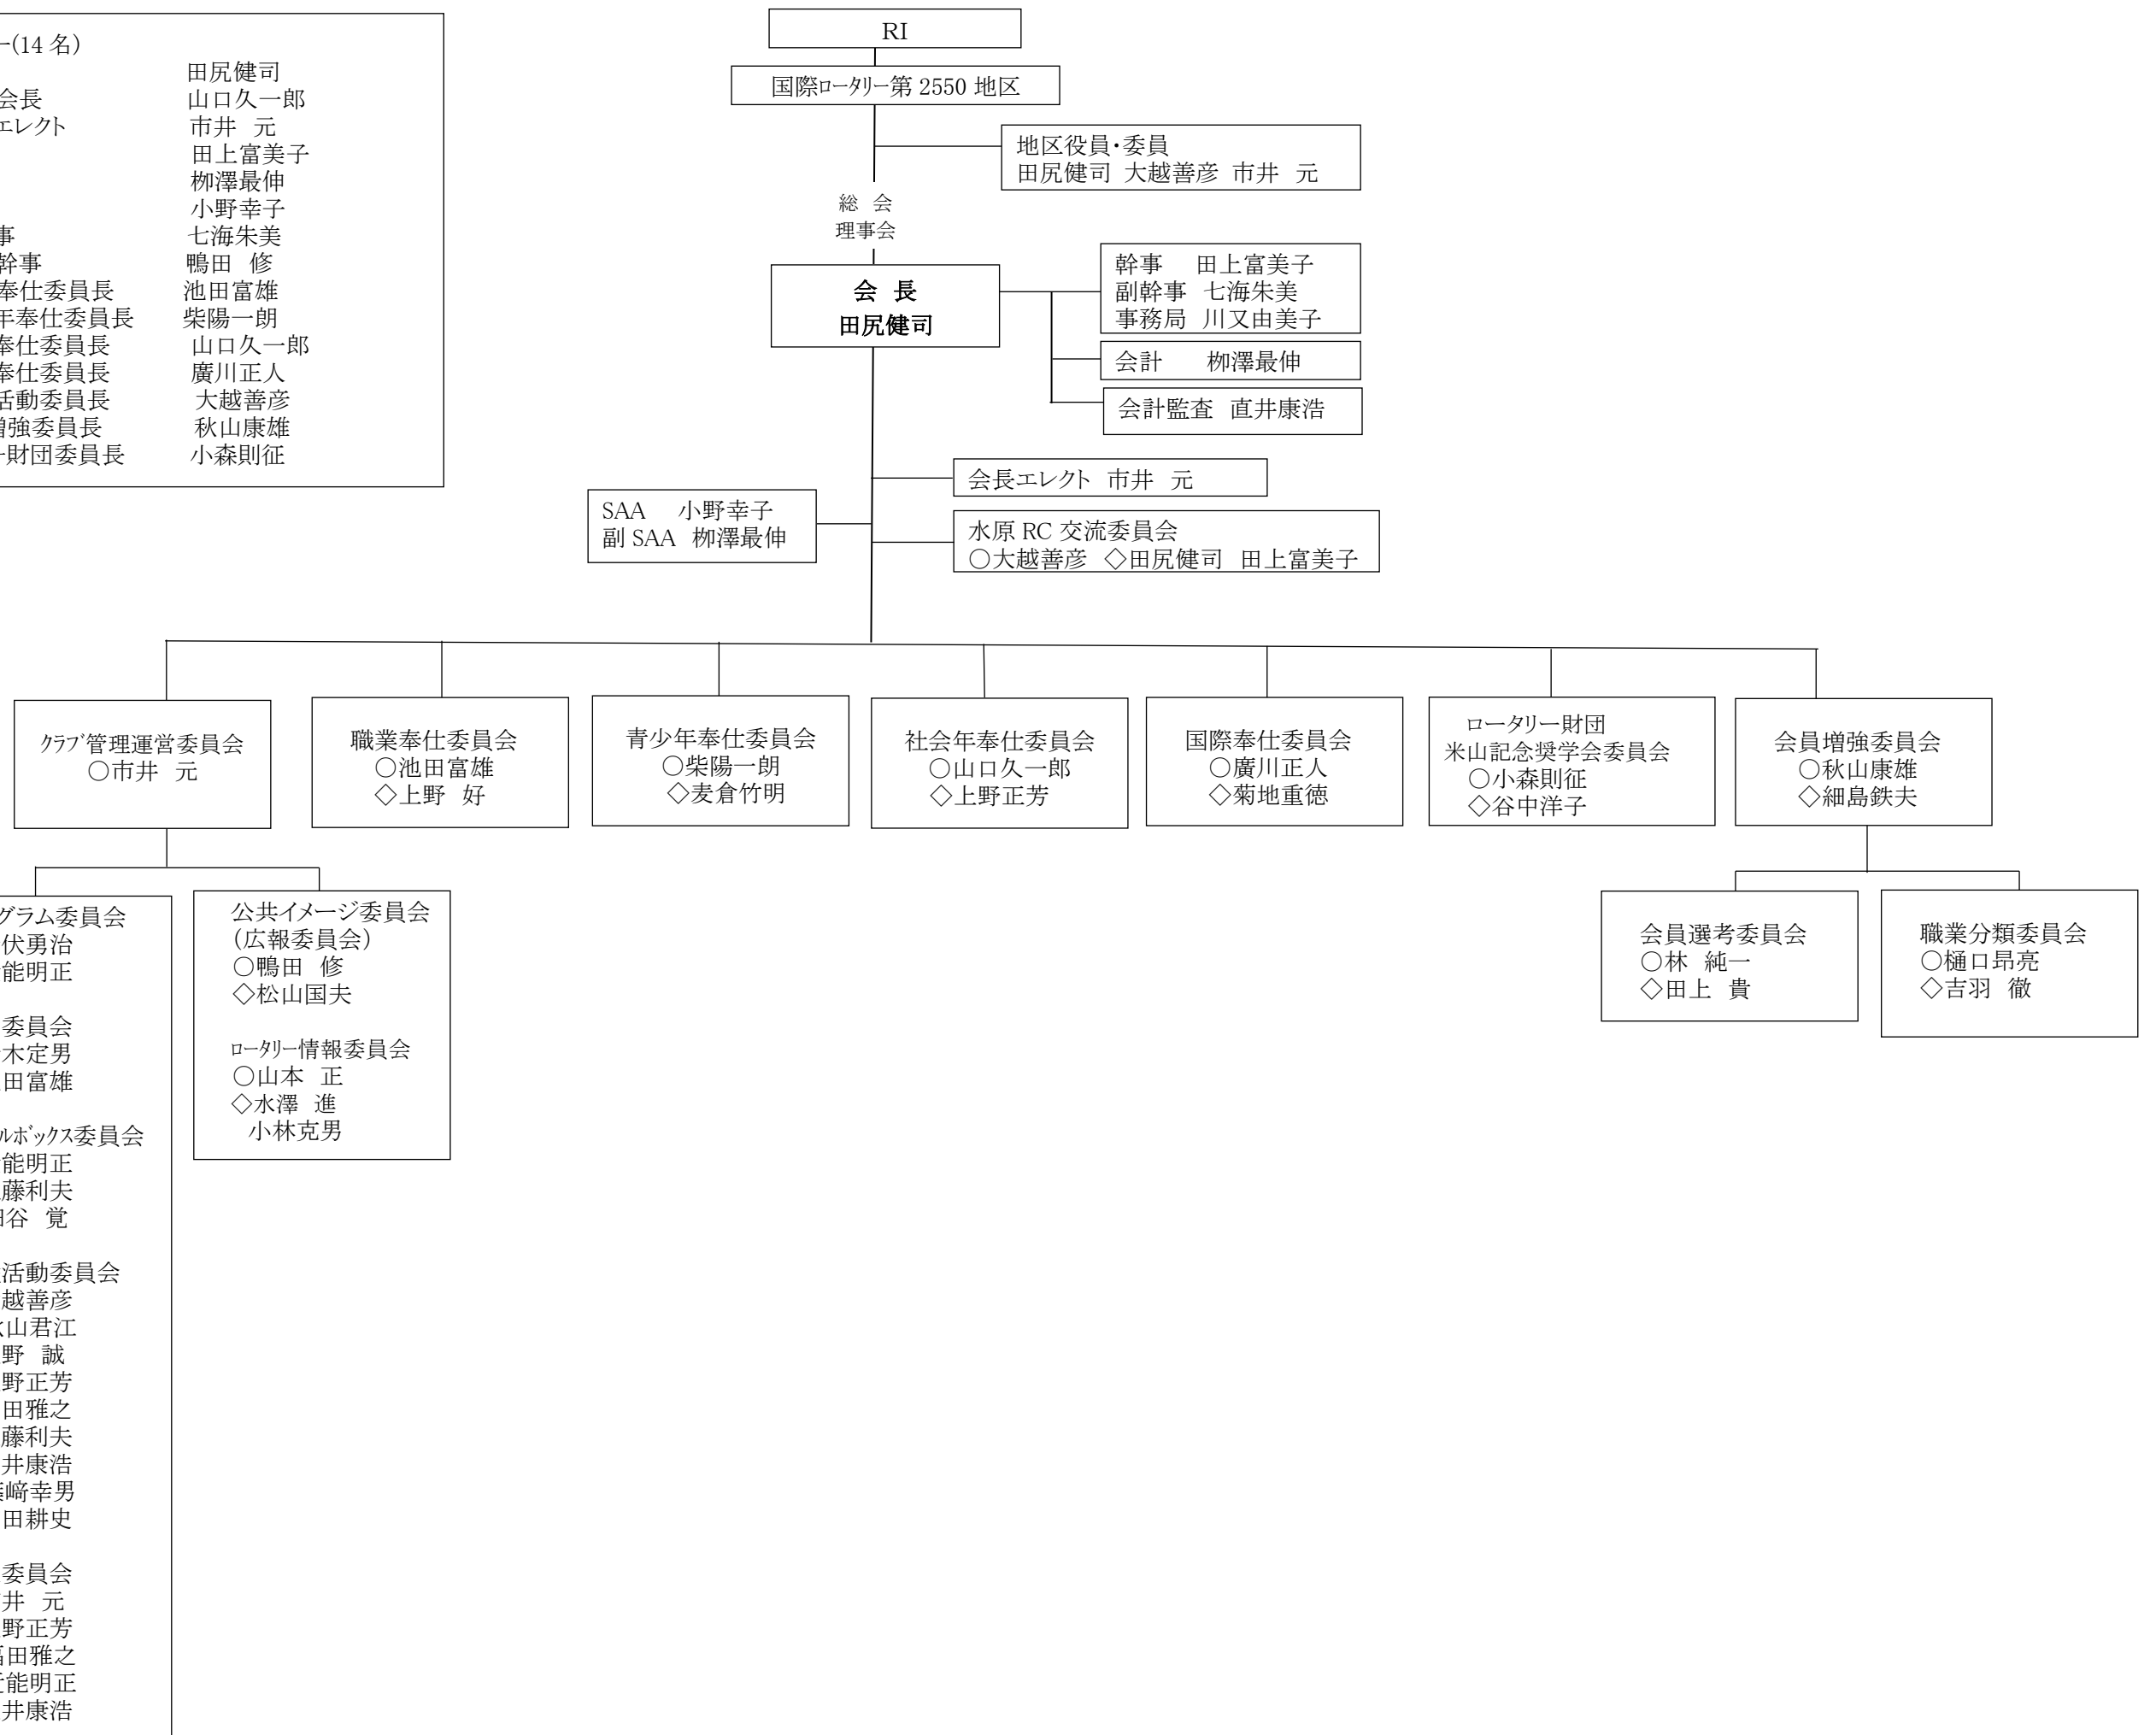 RI
国際ロータリー第 2550 地区
地区役員・委員
田尻健司 大越善彦 市井 元
総 会
理事会
会 長
田尻健司
幹事 田上富美子
副幹事 七海朱美
事務局 川又由美子
会計 栁澤最伸
会計監査 直井康浩
会長エレクト 市井 元
SAA 小野幸子
副 SAA 栁澤最伸
水原 RC 交流委員会
○大越善彦 ◇田尻健司 田上富美子
ー(14 名)
田尻健司
会長 山口久一郎
エレクト 市井 元
田上富美子
栁澤最伸
小野幸子
事 七海朱美
幹事 鴨田 修
奉仕委員長 池田富雄
年奉仕委員長 柴陽一朗
奉仕委員長 山口久一郎
奉仕委員長 廣川正人
活動委員長 大越善彦
増強委員長 秋山康雄
ー財団委員長 小森則征
クラブ管理運営委員会
○市井 元
職業奉仕委員会
○池田富雄
◇上野 好
青少年奉仕委員会
○柴陽一朗
◇麦倉竹明
社会年奉仕委員会
○山口久一郎
◇上野正芳
国際奉仕委員会
○廣川正人
◇菊地重徳
ロータリー財団
米山記念奨学会委員会
○小森則征
◇谷中洋子
会員増強委員会
○秋山康雄
◇細島鉄夫
グラム委員会
伏勇治
能明正
委員会
木定男
田富雄
ルボックス委員会
能明正
藤利夫
谷 覚
活動委員会
越善彦
山君江
野 誠
野正芳
田雅之
藤利夫
井康浩
﨑幸男
田耕史
委員会
井 元
野正芳
田雅之
能明正
井康浩
公共イメージ委員会
(広報委員会)
○鴨田 修
◇松山国夫
ロータリー情報委員会
○山本 正
◇水澤 進
小林克男
会員選考委員会
○林 純一
◇田上 貴
職業分類委員会
○樋口昂亮
◇吉羽 徹